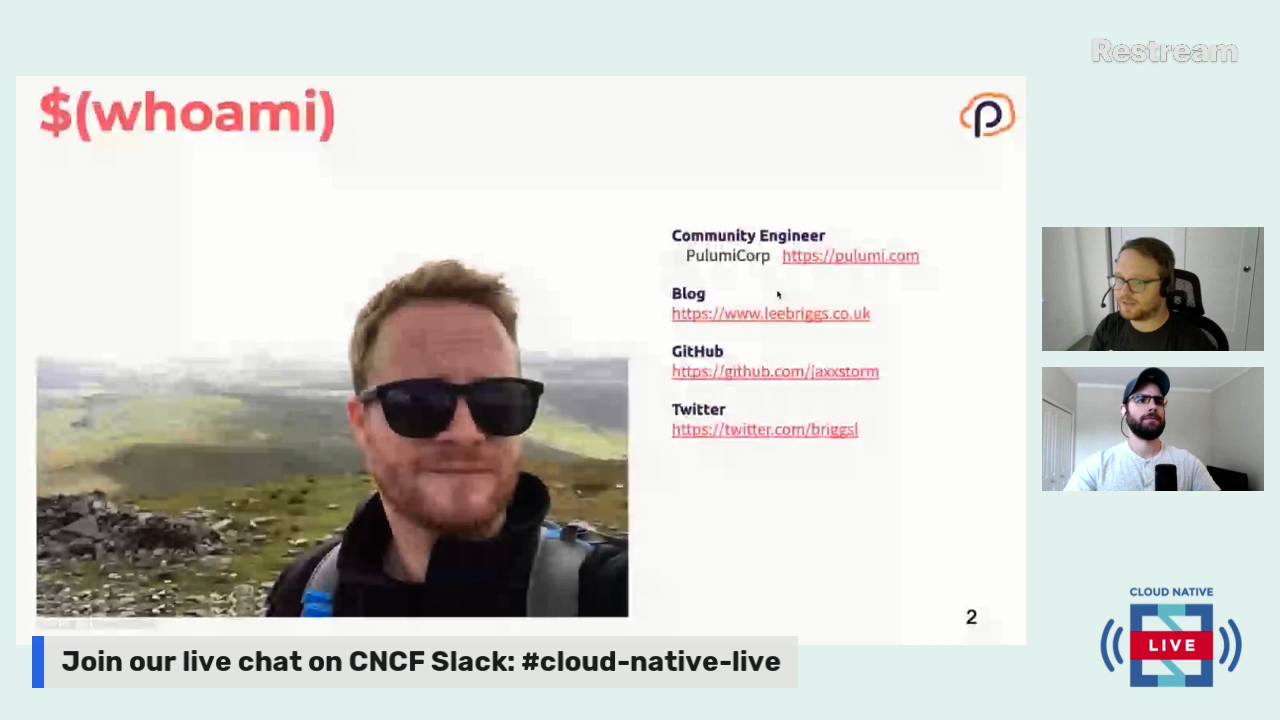 Restream
$(whoami)
Community Engineer
PulumiCorp https://pulumi.com
Blog
https://www.leebriggs.co.uk
GitHub
https://github.com/jaxxstorm
Twitter
https://twitter.com/briggsl
2
Join our live chat on CNCF Slack: #cloud-native-live
CLOUD NATIVE
LIVE